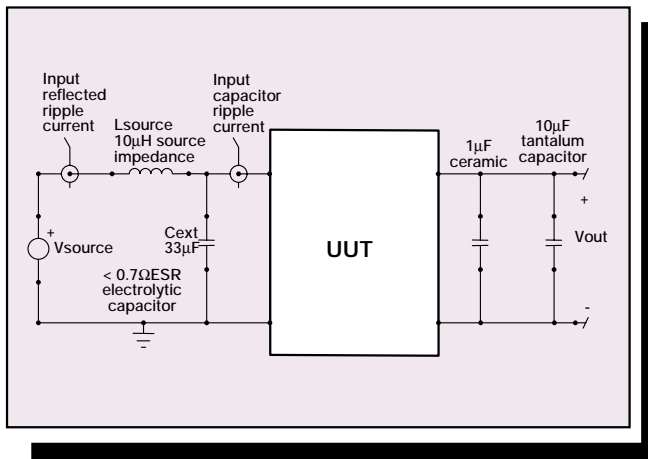 Input
reflected
ripple
current
Lsource
10μH source
impedance
Input
capacitor
ripple
current
1μF
ceramic
10μF
tantalum
capacitor
+
Vsource
Cext
33μF
< 0.7ΩESR
electrolytic
capacitor
UUT
+
Vout
-